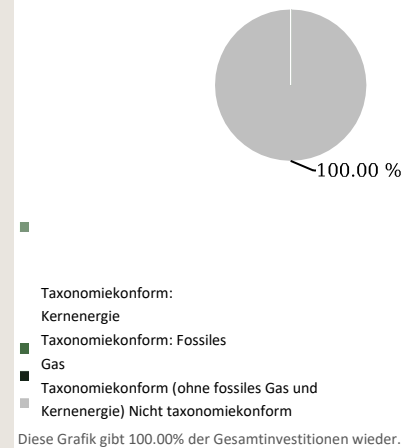 100.00 %
Taxonomiekonform:
Kernenergie
Taxonomiekonform: Fossiles
Gas
Taxonomiekonform (ohne fossiles Gas und
Kernenergie) Nicht taxonomiekonform
Diese Grafik gibt 100.00% der Gesamtinvestitionen wieder.